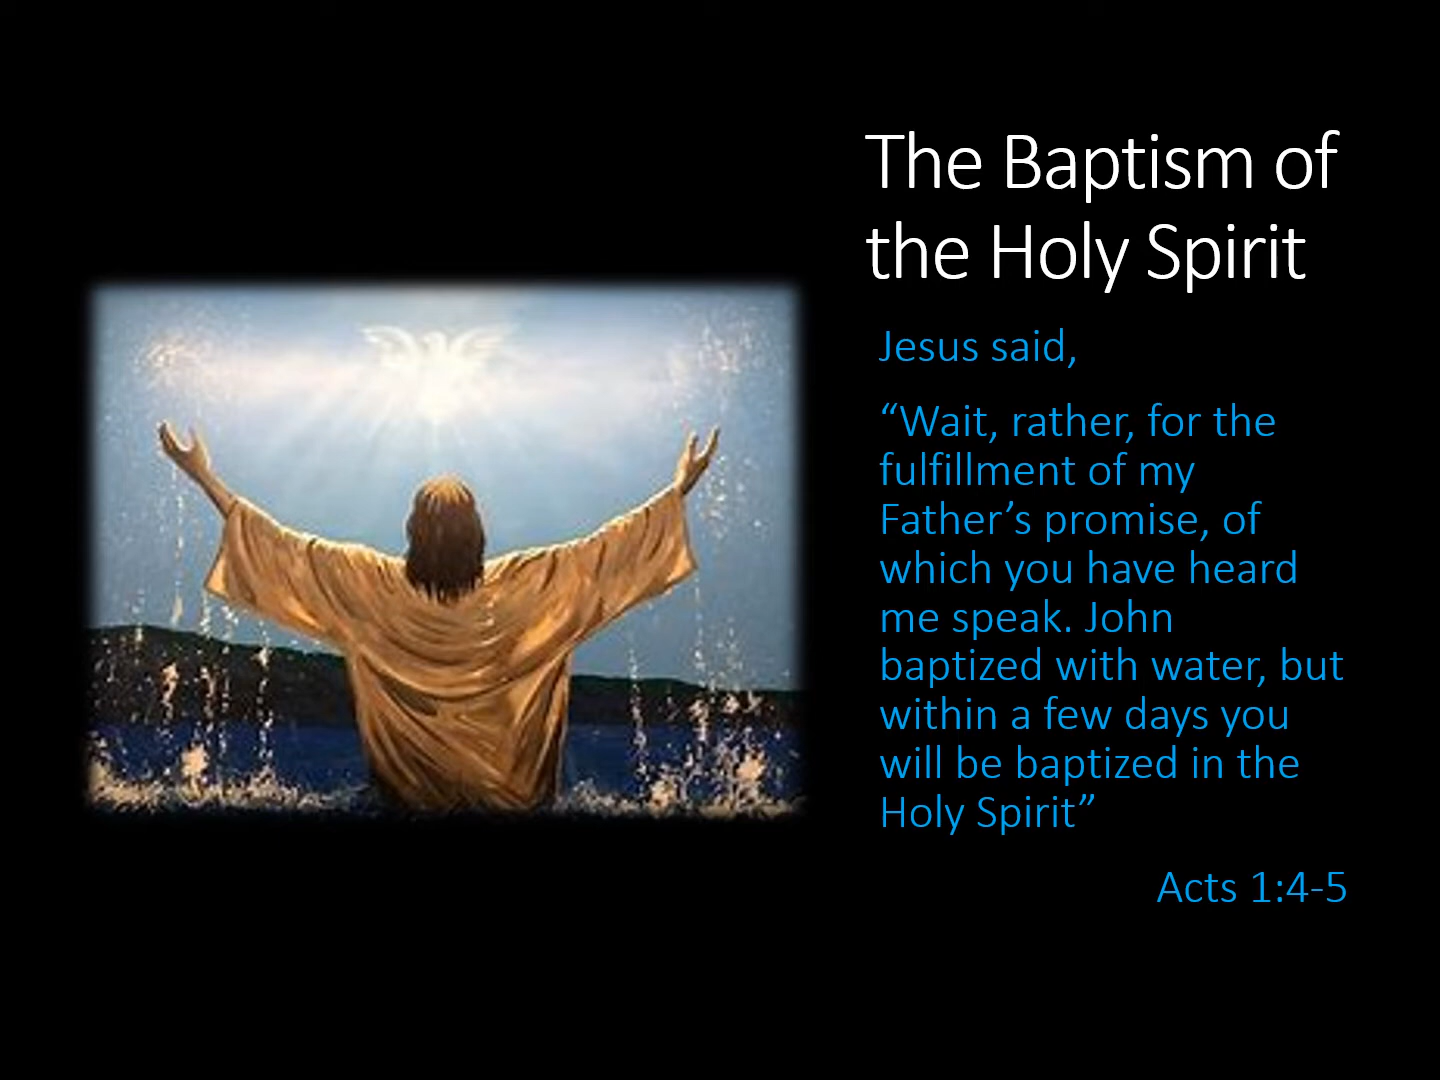 The Baptism of
the Holy Spirit
Jesus said,
“Wait, rather, for the
fulfillment of my
Father’s promise, of
which you have heard
me speak. John
baptized with water, but
within a few days you
will be baptized in the
Holy Spirit”
Acts 1:4-5